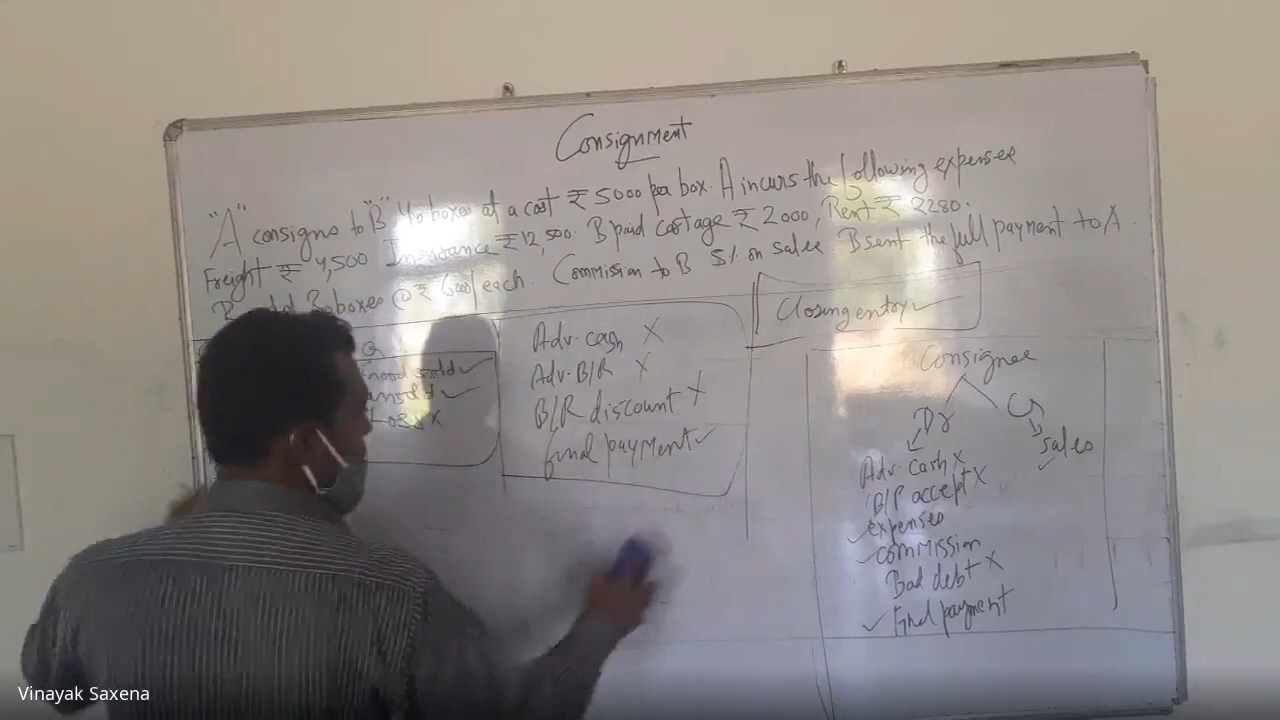 Consignment
"A" consigns to "B" 40 boxes at a cost ₹ 5000 per box. A incurs the following expenses
Freight ₹ 4,500 Insurance ₹ 12,500. B paid cartage ₹ 2000, Rent ₹ 2280.
boxes @ ₹ 6000/each. Commission to B 5% on sales. B sent the full payment to A.
Closing entry ✓
Adv. cash X
Adv. B/R X
B/R discount X
final payment ✓
✓
✓
X
Consignee
Dr
Cr
Sales
✓
Adv. cash X
B/P accept X
✓ expenses
✓ commission
Bad debt X
✓ Final payment
Vinayak Saxena